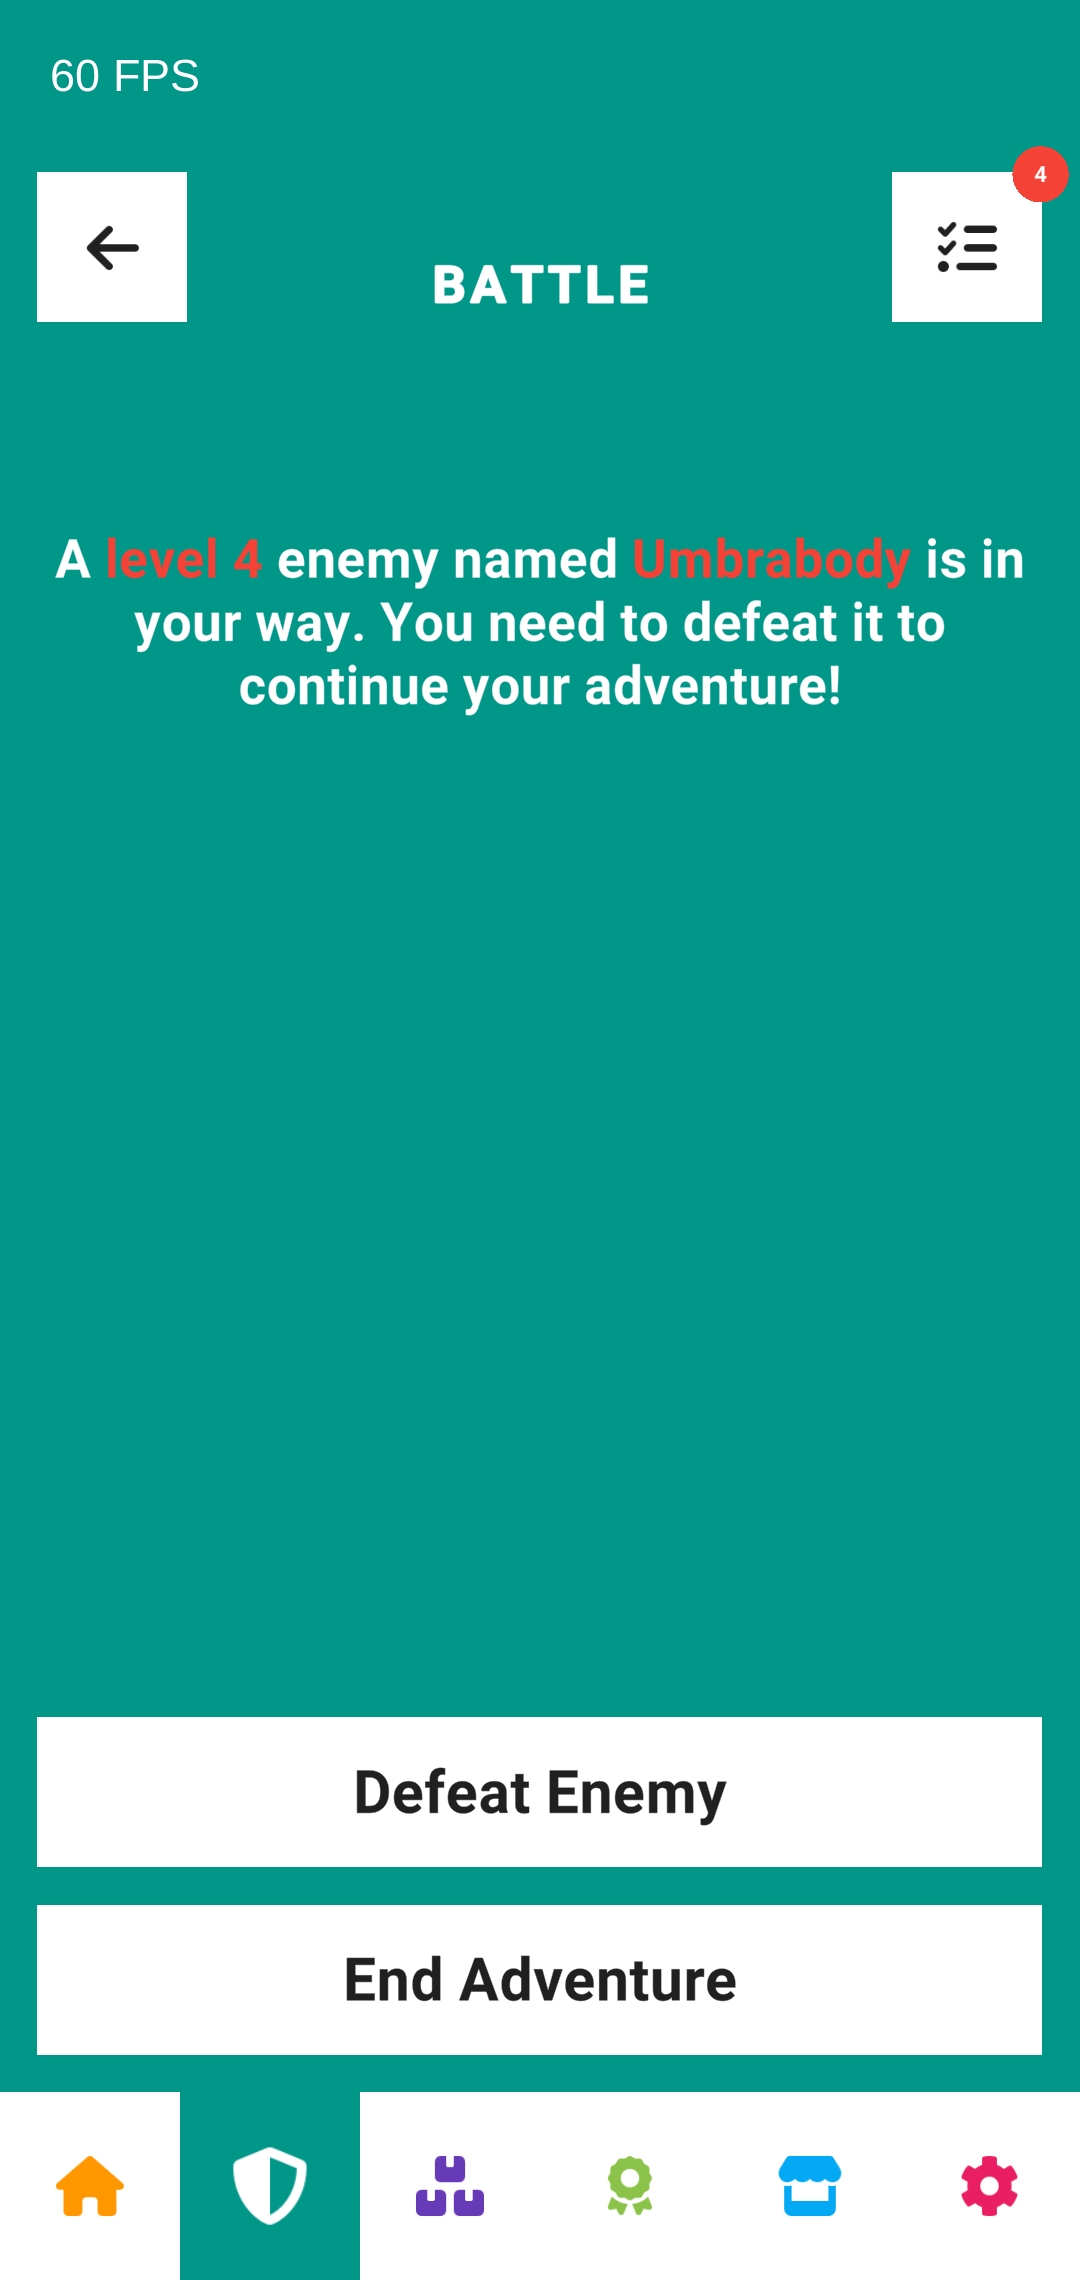 60 FPS
4
BATTLE
A level 4 enemy named Umbrabody is in
your way. You need to defeat it to
continue your adventure!
Defeat Enemy
End Adventure